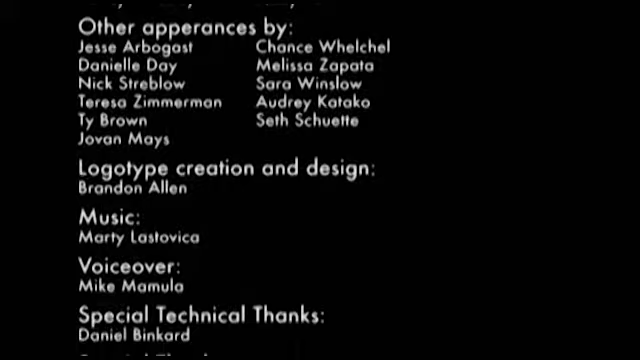 Other apperances by:
Jesse Arbogast Chance Whelchel
Danielle Day Melissa Zapata
Nick Streblow Sara Winslow
Teresa Zimmerman Audrey Katako
Ty Brown Seth Schuette
Jovan Mays
Logotype creation and design:
Brandon Allen
Music:
Marty Lastovica
Voiceover:
Mike Mamula
Special Technical Thanks:
Daniel Binkard